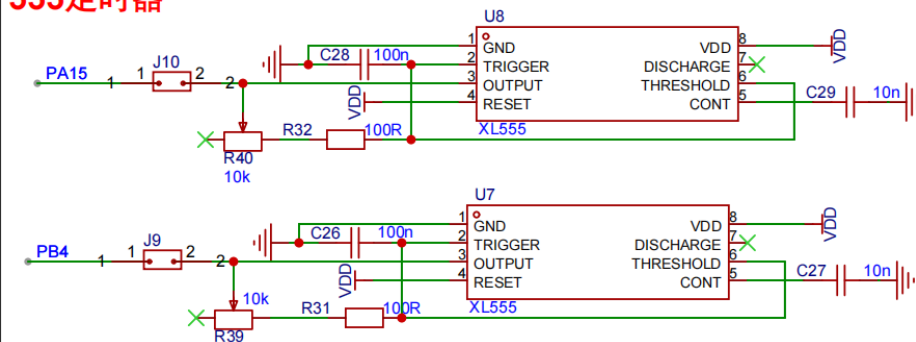 555定时器
U8
1 GND VDD 8
C28 100n
2 TRIGGER DISCHARGE 7
VDD
J10
PA15 1 1 2 2
3 OUTPUT THRESHOLD 6
4 RESET CONT 5
C29 10n
VDD
XL555
R32 100R
R40
10k
U7
1 GND VDD 8
C26 100n
2 TRIGGER DISCHARGE 7
VDD
J9
PB4 1 1 2 2
3 OUTPUT THRESHOLD 6
4 RESET CONT 5
C27 10n
VDD
XL555
10k
R31 100R
R39